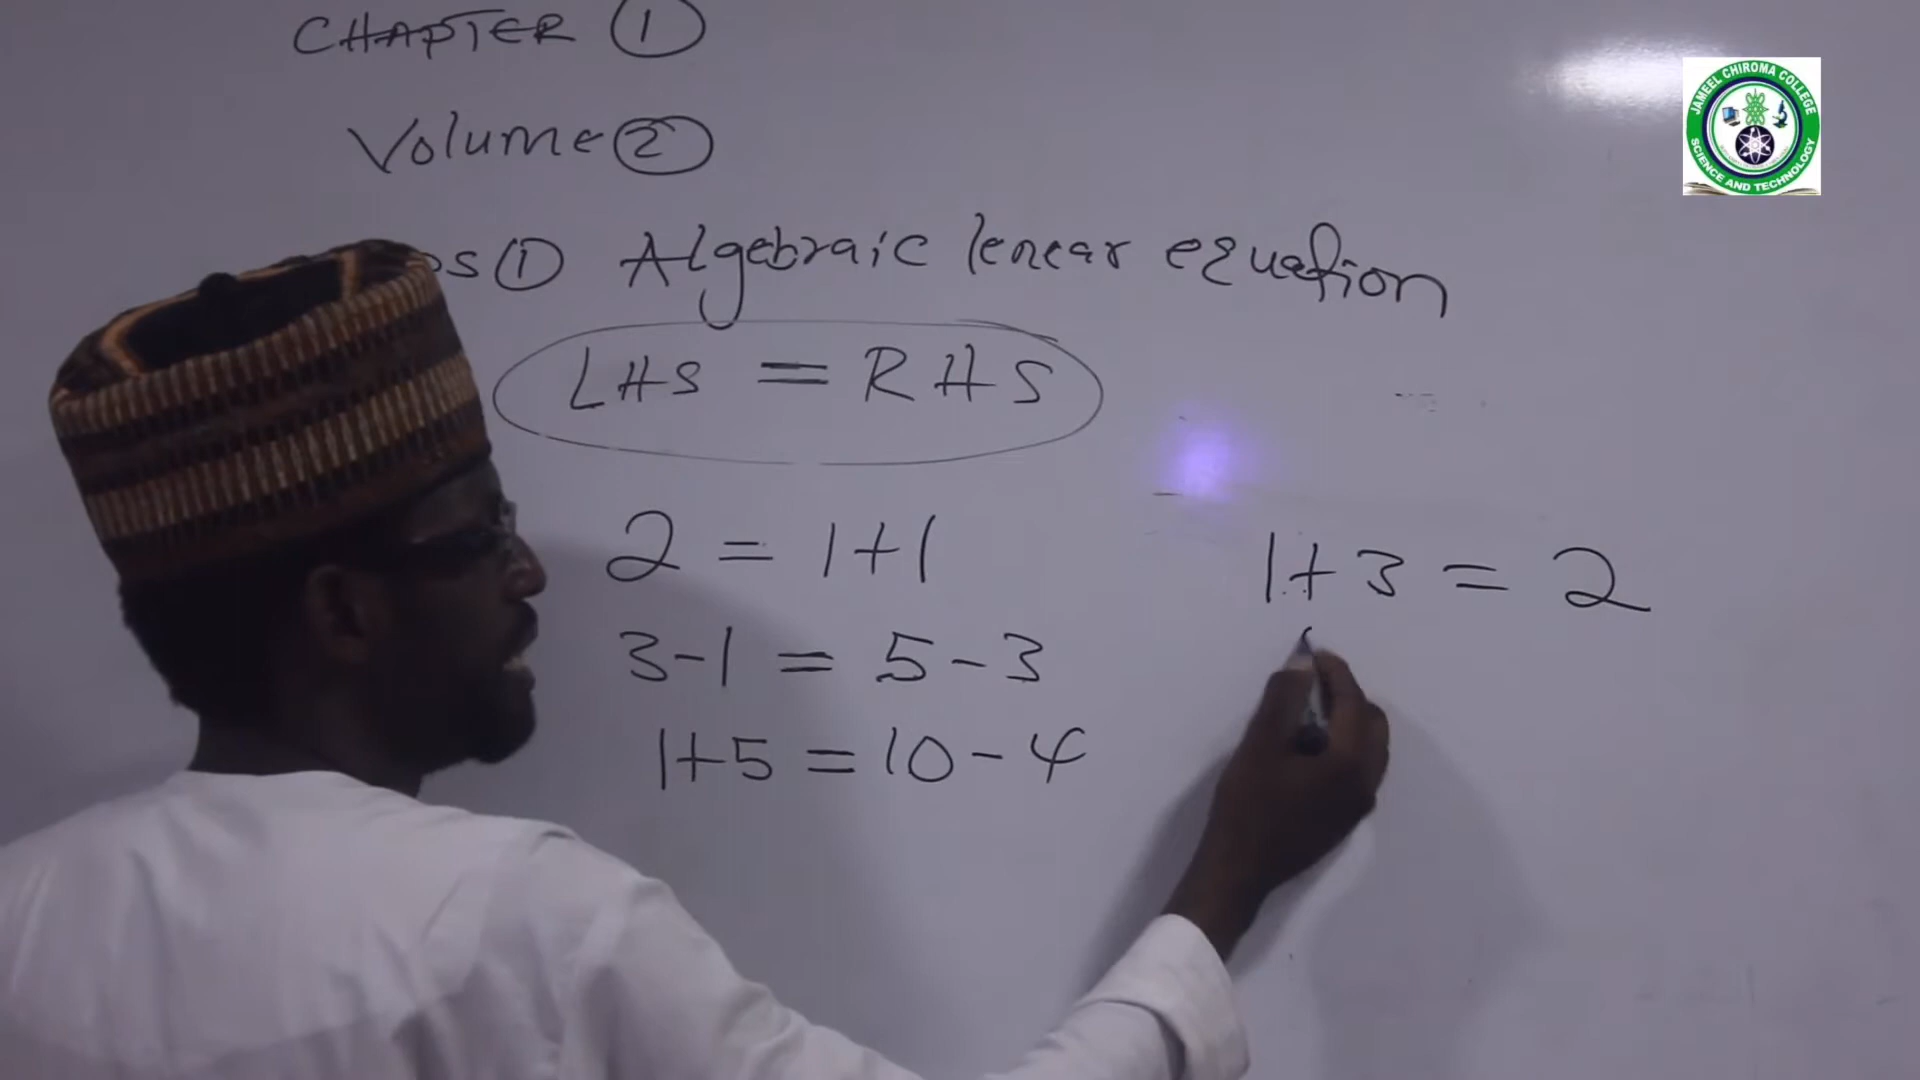 CHAPTER 1
Volume 2
os 1 Algebraic lenear equation
LHS = RHS
2 = 1+1
3-1 = 5-3
1+5 = 10-4
1+3 = 2
JAMEEL CHIROMA COLLEGE
SCIENCE AND TECHNOLOGY